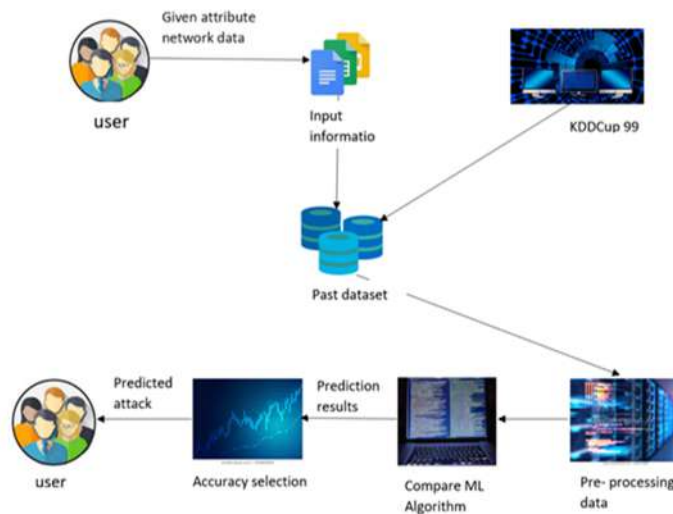 Given attribute
network data
user
Input
informatio
KDDCup 99
Past dataset
Predicted
attack
Prediction
results
user
Accuracy selection
Compare ML
Algorithm
Pre- processing
data